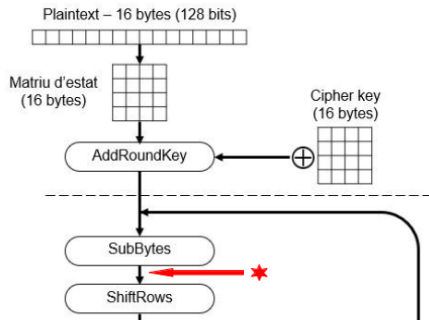 Plaintext – 16 bytes (128 bits)
Matriu d'estat
(16 bytes)
Cipher key
(16 bytes)
AddRoundKey
SubBytes
ShiftRows